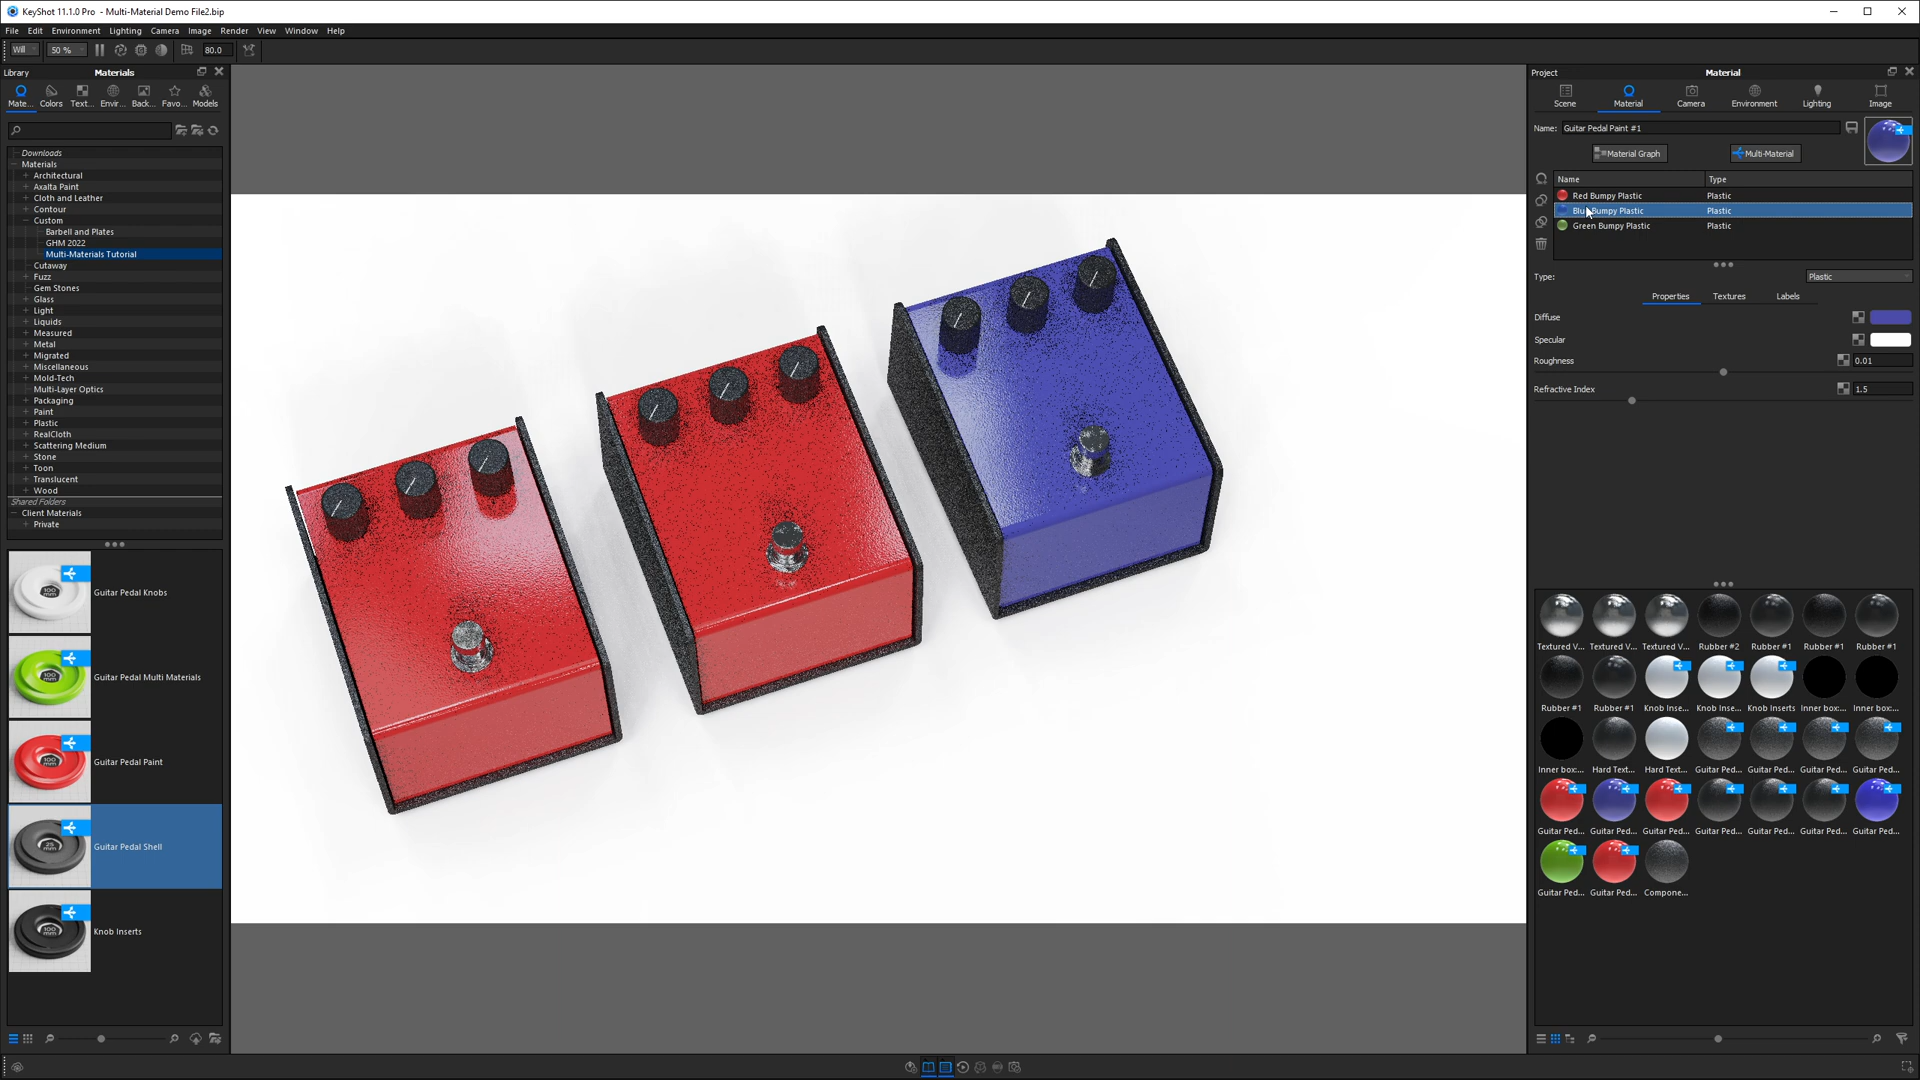 KeyShot 11.1.0 Pro - Multi-Material Demo File2.bip
File Edit Environment Lighting Camera Image Render View Window Help
Will 50 % 80.0
Library Materials
Mate... Colors Text... Envir... Back... Favo... Models
Downloads
Materials
Architectural
Axalta Paint
Cloth and Leather
Contour
Custom
Barbell and Plates
GHM 2022
Multi-Materials Tutorial
Cutaway
Fuzz
Gem Stones
Glass
Light
Liquids
Measured
Metal
Migrated
Miscellaneous
Mold-Tech
Multi-Layer Optics
Packaging
Paint
Plastic
RealCloth
Scattering Medium
Stone
Toon
Translucent
Wood
Shared Folders
Client Materials
Private
Guitar Pedal Knobs
Guitar Pedal Multi Materials
Guitar Pedal Paint
Guitar Pedal Shell
Knob Inserts
Project Material
Scene Material Camera Environment Lighting Image
Name: Guitar Pedal Paint #1
Material Graph Multi-Material
Name Type
Red Bumpy Plastic Plastic
Blue Bumpy Plastic Plastic
Green Bumpy Plastic Plastic
Type: Plastic
Properties Textures Labels
Diffuse
Specular
Roughness 0.01
Refractive Index 1.5
Textured V... Textured V... Textured V... Rubber #2 Rubber #1 Rubber #1 Rubber #1
Rubber #1 Rubber #1 Knob Inse... Knob Inse... Knob Inserts Inner box:... Inner box:...
Inner box:... Hard Text... Hard Text... Guitar Ped... Guitar Ped... Guitar Ped... Guitar Ped...
Guitar Ped... Guitar Ped... Guitar Ped... Guitar Ped... Guitar Ped... Guitar Ped... Guitar Ped...
Guitar Ped... Guitar Ped... Compone...